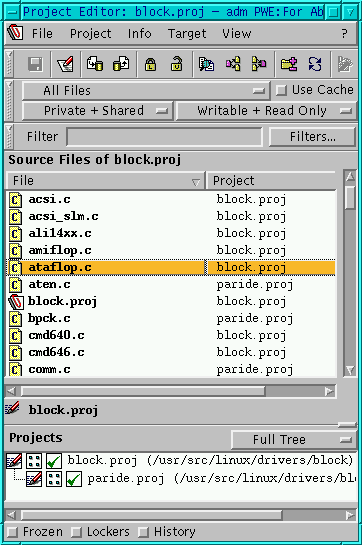 Project Editor: block.proj – adm PWE:For Ab
File Project Info Target View ?
All Files Use Cache
Private + Shared Writable + Read Only
Filter Filters...
Source Files of block.proj
File Project
acsi.c block.proj
acsi_slm.c block.proj
ali14xx.c block.proj
amiflop.c block.proj
ataflop.c block.proj
aten.c paride.proj
block.proj block.proj
bpck.c paride.proj
cmd640.c block.proj
cmd646.c block.proj
comm.c paride.proj
block.proj
Projects Full Tree
block.proj (/usr/src/linux/drivers/block)
paride.proj (/usr/src/linux/drivers/bl
Frozen Lockers History